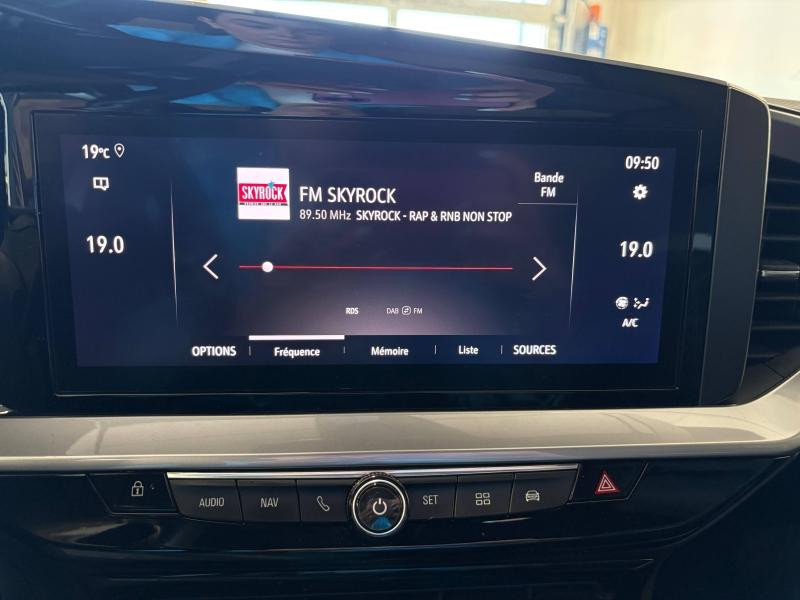 19°C
09:50
SKYROCK
FM SKYROCK
89.50 MHz SKYROCK - RAP & RNB NON STOP
Bande
FM
19.0
19.0
RDS
DAB FM
A/C
OPTIONS
Fréquence
Mémoire
Liste
SOURCES
AUDIO
NAV
SET